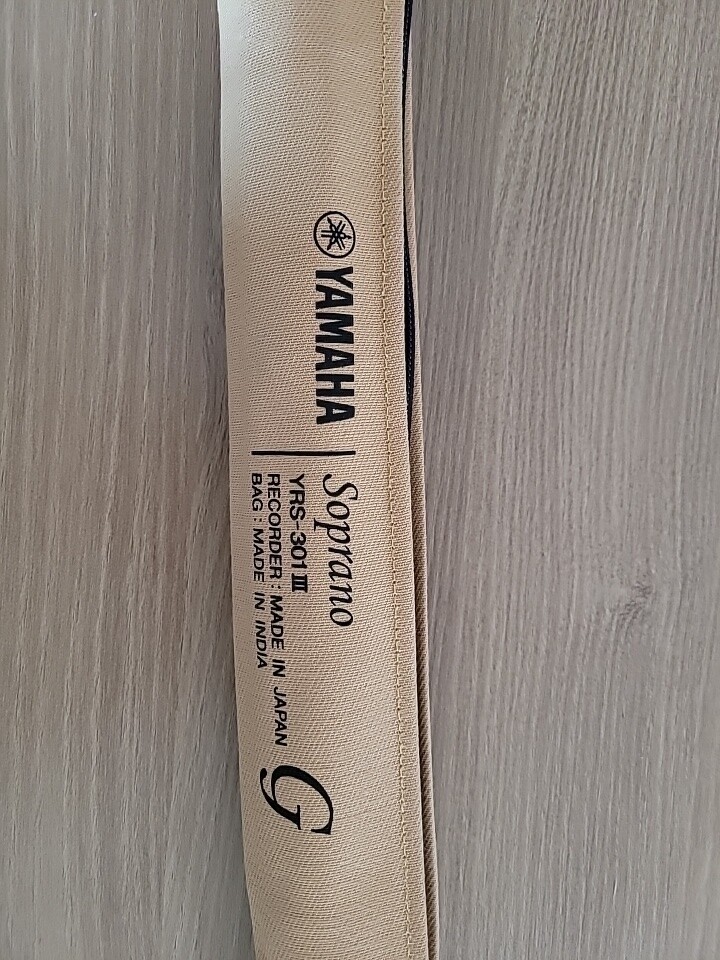 YAMAHA
Soprano
YRS-301III
RECORDER : MADE IN JAPAN
BAG : MADE IN INDIA
G